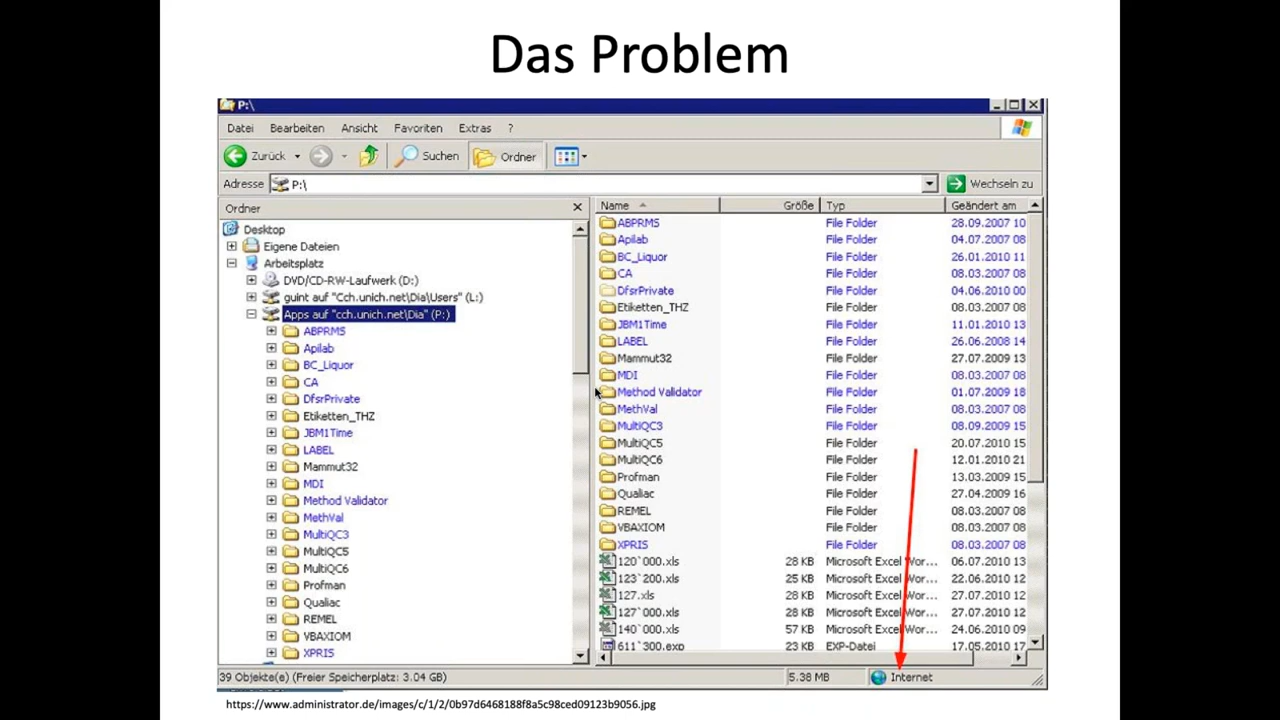 Das Problem
P:\
Datei Bearbeiten Ansicht Favoriten Extras ?
Zurück Suchen Ordner
Adresse P:\ Wechseln zu
Ordner
Desktop
Eigene Dateien
Arbeitsplatz
DVD/CD-RW-Laufwerk (D:)
guint auf "Cch.unich.net\Dia\Users" (L:)
Apps auf "cch.unich.net\Dia" (P:)
ABPRMS
Apilab
BC_Liquor
CA
DfsrPrivate
Etiketten_THZ
JBM1Time
LABEL
Mammut32
MDI
Method Validator
MethVal
MultiQC3
MultiQC5
MultiQC6
Profman
Qualiac
REMEL
VBAXIOM
XPRIS
Name Größe Typ Geändert am
ABPRMS File Folder 28.09.2007 10
Apilab File Folder 04.07.2007 08
BC_Liquor File Folder 26.01.2010 11
CA File Folder 08.03.2007 08
DfsrPrivate File Folder 04.06.2010 00
Etiketten_THZ File Folder 08.03.2007 08
JBM1Time File Folder 11.01.2010 13
LABEL File Folder 26.06.2008 14
Mammut32 File Folder 27.07.2009 13
MDI File Folder 08.03.2007 08
Method Validator File Folder 01.07.2009 18
MethVal File Folder 08.03.2007 08
MultiQC3 File Folder 08.09.2009 15
MultiQC5 File Folder 20.07.2010 15
MultiQC6 File Folder 12.01.2010 21
Profman File Folder 13.03.2009 15
Qualiac File Folder 27.04.2009 16
REMEL File Folder 08.03.2007 08
VBAXIOM File Folder 08.03.2007 08
XPRIS File Folder 08.03.2007 08
120`000.xls 28 KB Microsoft Excel Wor... 06.07.2010 13
123`200.xls 25 KB Microsoft Excel Wor... 22.06.2010 12
127.xls 28 KB Microsoft Excel Wor... 27.07.2010 12
127`000.xls 28 KB Microsoft Excel Wor... 27.07.2010 12
140`000.xls 57 KB Microsoft Excel Wor... 24.06.2010 09
611`300.exp 23 KB EXP-Datei 17.05.2010 17
39 Objekte(e) (Freier Speicherplatz: 3.04 GB) 5.38 MB Internet
https://www.administrator.de/images/c/1/2/0b97d6468188f8a5c98ced09123b9056.jpg